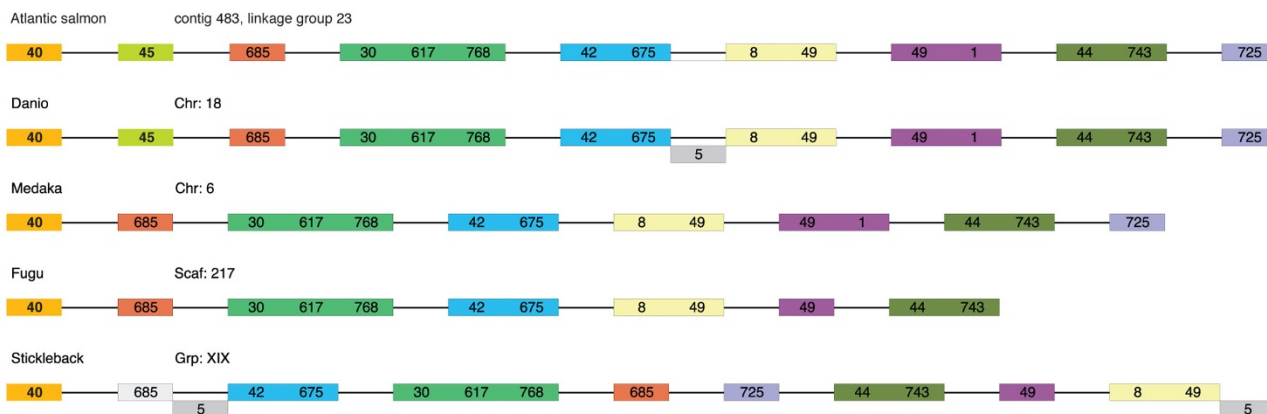 Atlantic salmon contig 483, linkage group 23
40 45 685 30 617 768 42 675 8 49 49 1 44 743 725
Danio Chr: 18
40 45 685 30 617 768 42 675 8 49 49 1 44 743 725
5
Medaka Chr: 6
40 685 30 617 768 42 675 8 49 49 1 44 743 725
Fugu Scaf: 217
40 685 30 617 768 42 675 8 49 49 44 743
Stickleback Grp: XIX
40 685 42 675 30 617 768 685 725 44 743 49 8 49
5 5